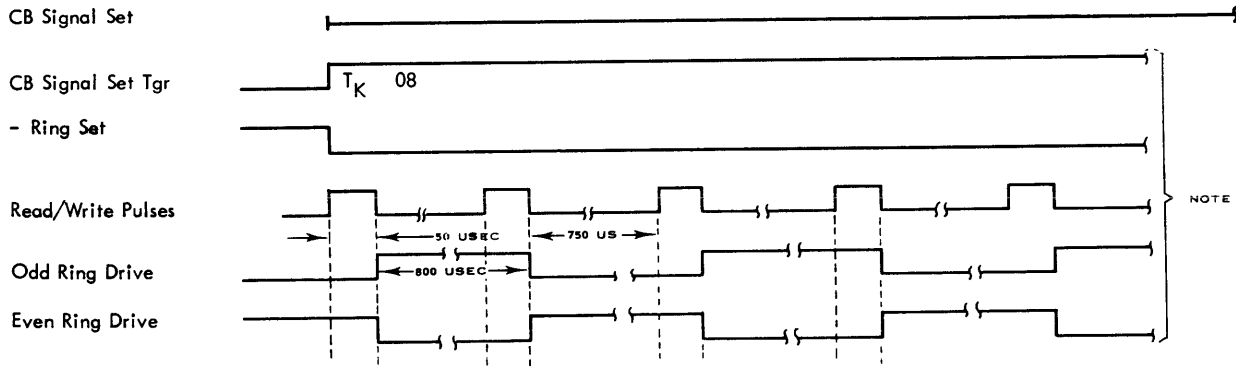 CB Signal Set
CB Signal Set Tgr
T_K 08
- Ring Set
Read/Write Pulses
NOTE
50 USEC
750 US
Odd Ring Drive
800 USEC
Even Ring Drive